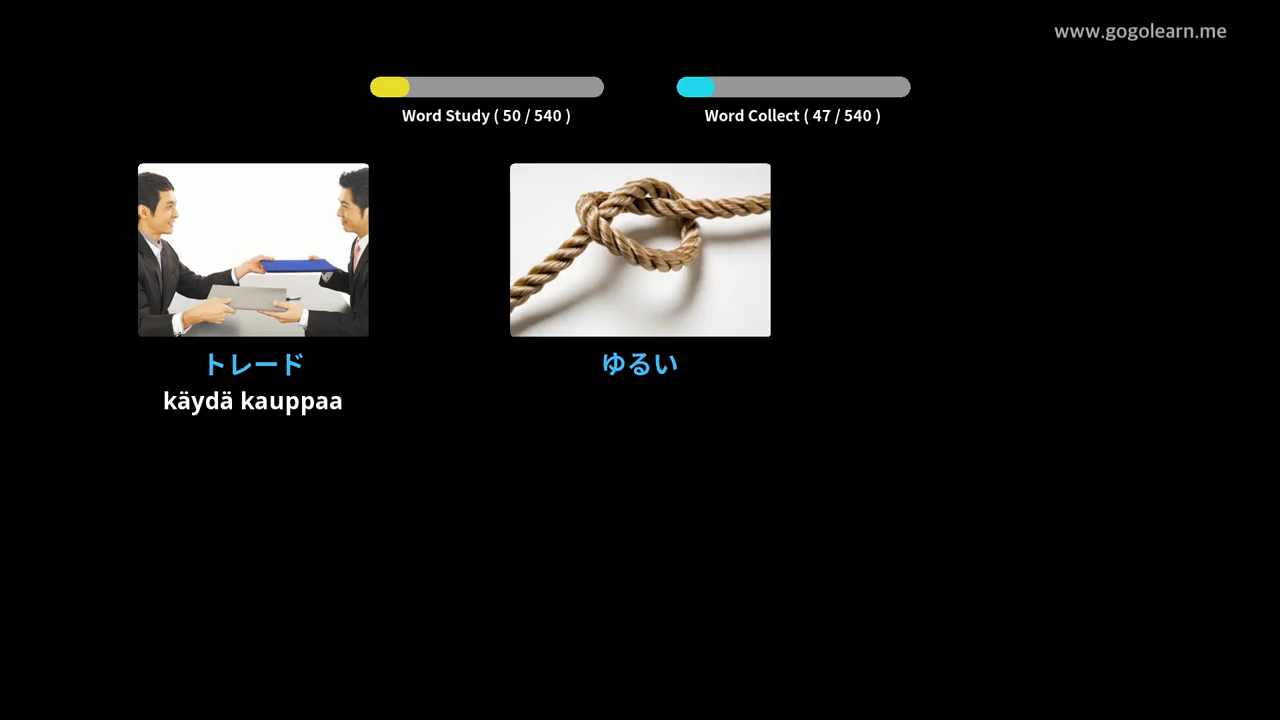 www.gogolearn.me
Word Study ( 50 / 540 )
Word Collect ( 47 / 540 )
トレード
käydä kauppaa
ゆるい